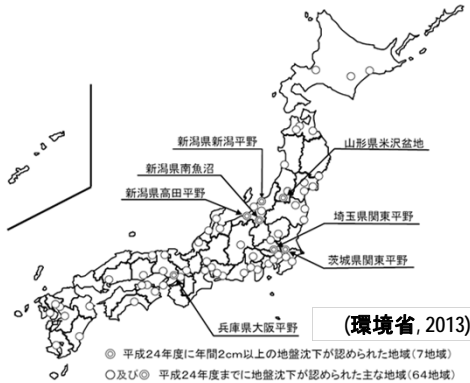 新潟県新潟平野
山形県米沢盆地
新潟県南魚沼
新潟県高田平野
埼玉県関東平野
茨城県関東平野
兵庫県大阪平野
(環境省, 2013)
◎ 平成24年度に年間2cm以上の地盤沈下が認められた地域(7地域)
○及び◎ 平成24年度までに地盤沈下が認められた主な地域(64地域)